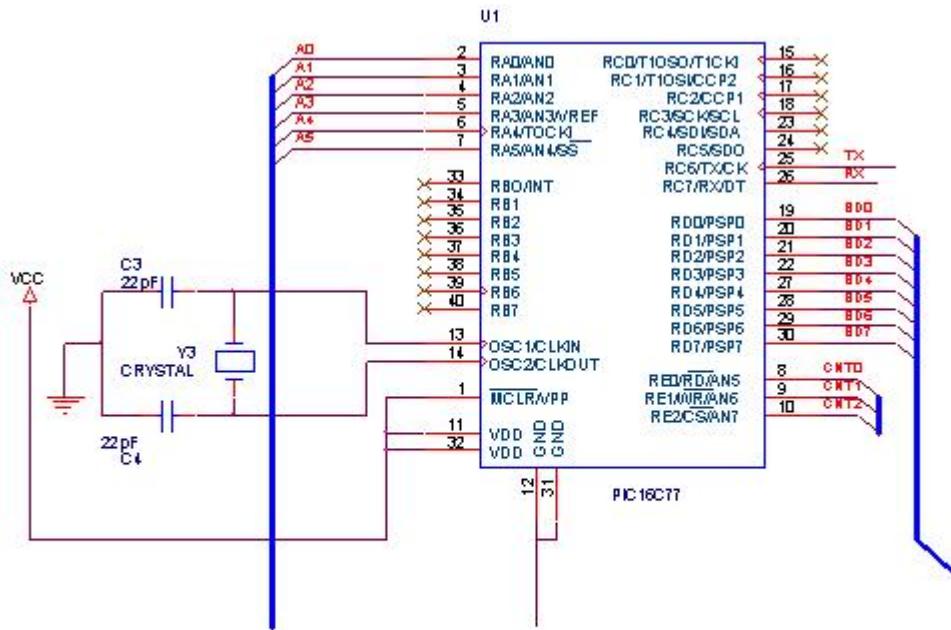 U1
A0
A1
A2
A3
A4
A5
2
3
4
5
6
7
RA0/AN0
RA1/AN1
RA2/AN2
RA3/AN3/VREF
RA4/TOCKI
RA5/AN4/SS
33
34
35
36
37
38
39
40
RB0/INT
RB1
RB2
RB3
RB4
RB5
RB6
RB7
13
14
OSC1/CLKIN
OSC2/CLKOUT
1
MCLR/VPP
11
32
VDD
VDD
GND
GND
12
31
RC0/T1OSO/T1CKI
RC1/T1OSI/CCP2
RC2/CCP1
RC3/SCK/SCL
RC4/SDI/SDA
RC5/SDO
RC6/TX/CK
RC7/RX/DT
15
16
17
18
23
24
25
26
TX
RX
RD0/PSP0
RD1/PSP1
RD2/PSP2
RD3/PSP3
RD4/PSP4
RD5/PSP5
RD6/PSP6
RD7/PSP7
19
20
21
22
27
28
29
30
BD0
BD1
BD2
BD3
BD4
BD5
BD6
BD7
RE0/RD/AN5
RE1/WR/AN6
RE2/CS/AN7
8
9
10
CNT0
CNT1
CNT2
PIC16C77
VCC
C3
22pF
Y3
CRYSTAL
22pF
C4